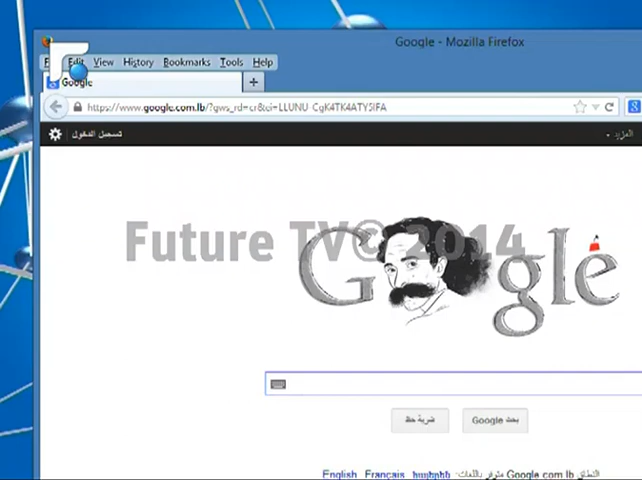 Google - Mozilla Firefox
Edit View History Bookmarks Tools Help
Google +
https://www.google.com.lb/?gws_rd=cr&ei=LLUNU
تسجيل الدخول
المزيد
Future TV© 2014
Google
ضربة حظ
بحث Google
النطاق Google.com.lb متوفر باللغات: հայերեն Français English